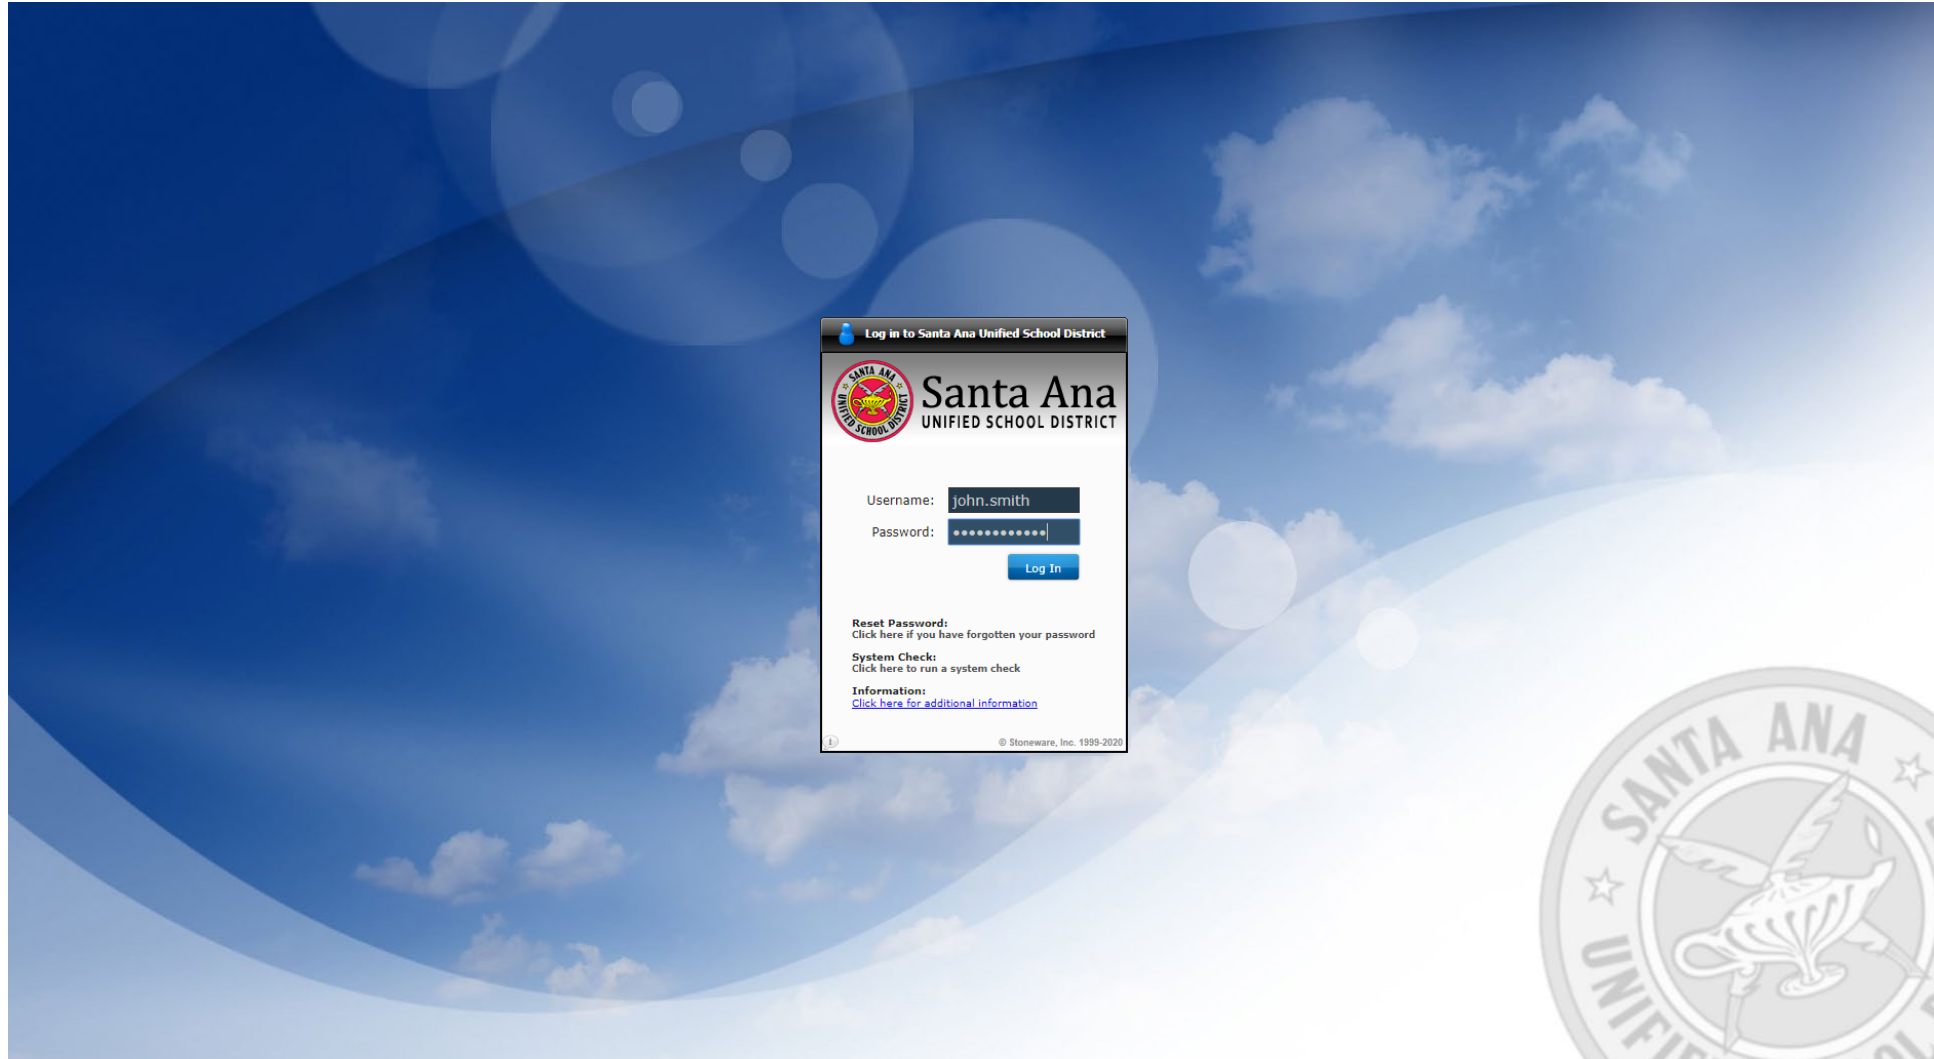 Log in to Santa Ana Unified School District
SANTA ANA
UNIFIED SCHOOL DISTRICT
Santa Ana
UNIFIED SCHOOL DISTRICT
Username: john.smith
Password: ••••••••••••
Log In
Reset Password:
Click here if you have forgotten your password
System Check:
Click here to run a system check
Information:
Click here for additional information
© Stoneware, Inc. 1999-2020
SANTA ANA